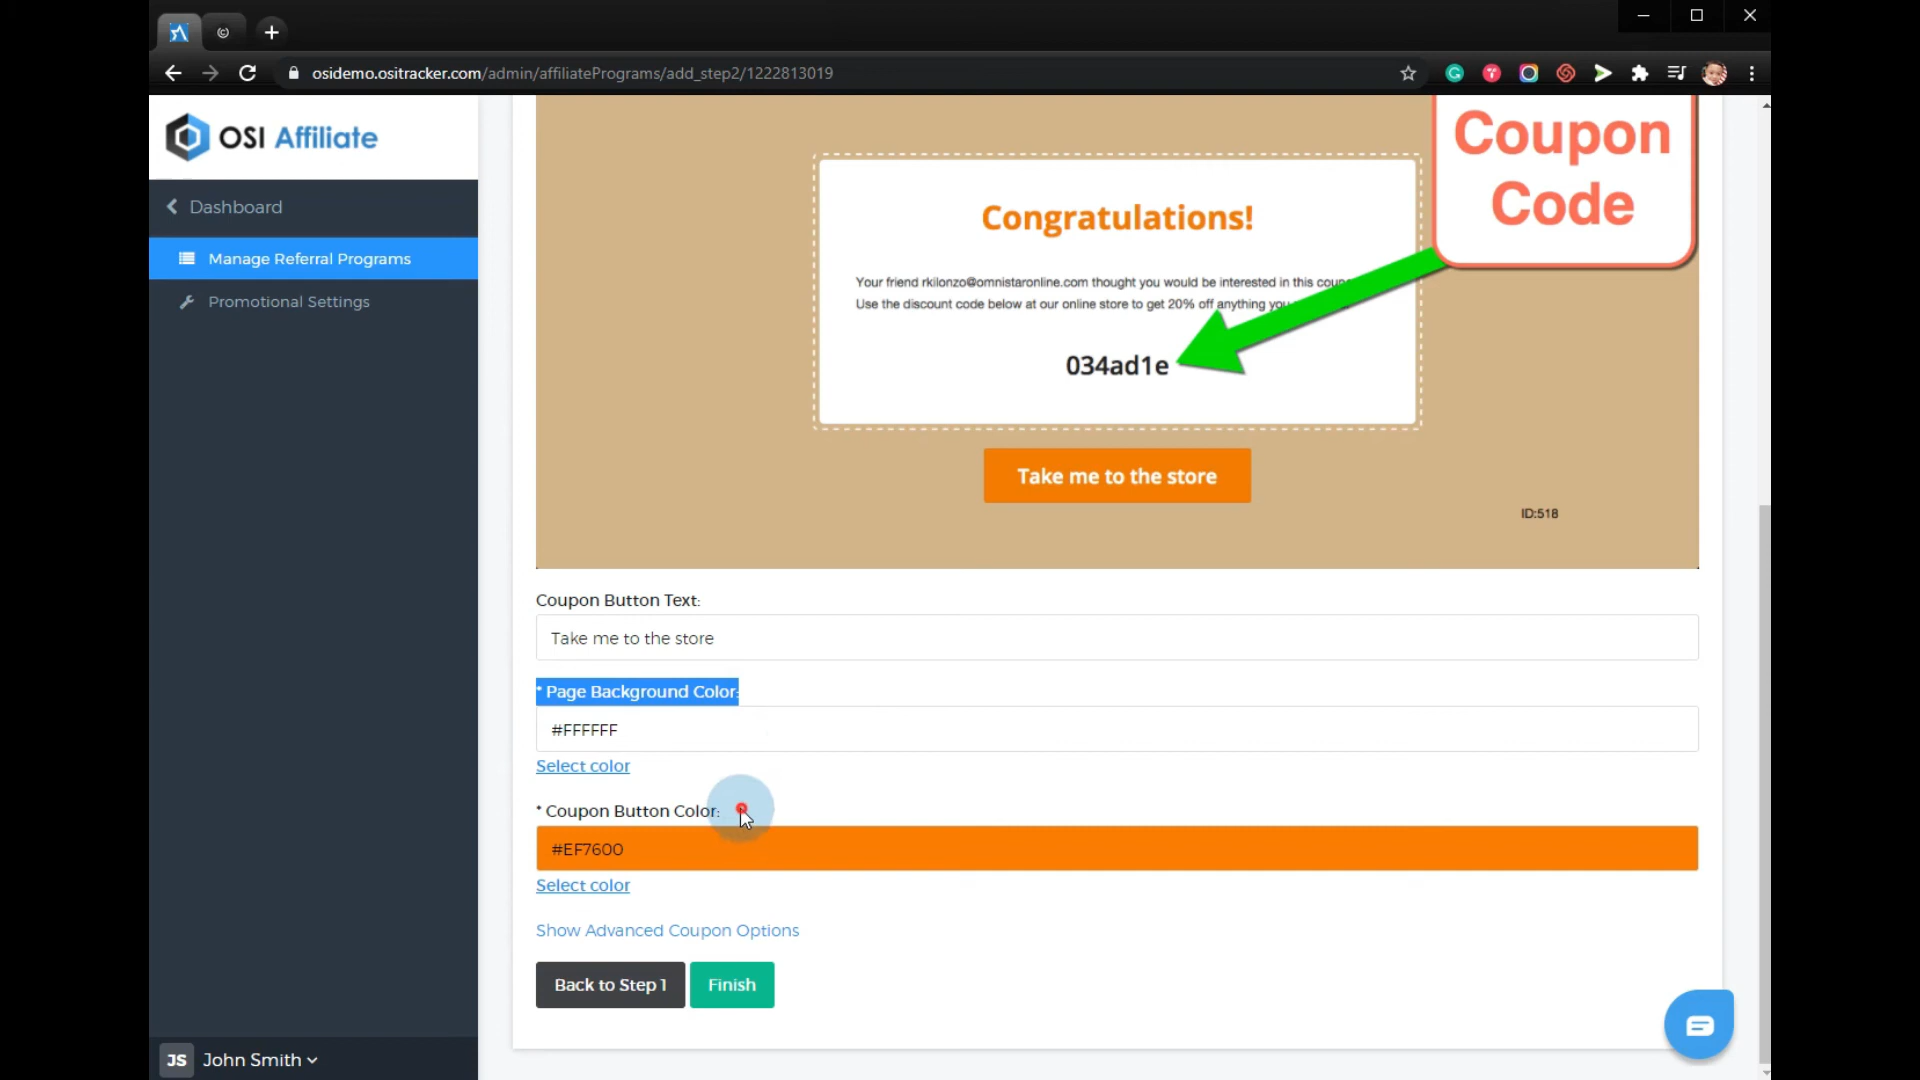 osidemo.ositracker.com/admin/affiliatePrograms/add_step2/1222813019
OSI Affiliate
Dashboard
Manage Referral Programs
Promotional Settings
Coupon
Code
Congratulations!
Your friend rkilonzo@omnistaronline.com thought you would be interested in this
Use the discount code below at our online store to get 20% off anything
034ad1e
Take me to the store
ID:518
Coupon Button Text:
Take me to the store
* Page Background Color:
#FFFFFF
Select color
* Coupon Button Color:
#EF7600
Select color
Show Advanced Coupon Options
Back to Step 1
Finish
JS
John Smith